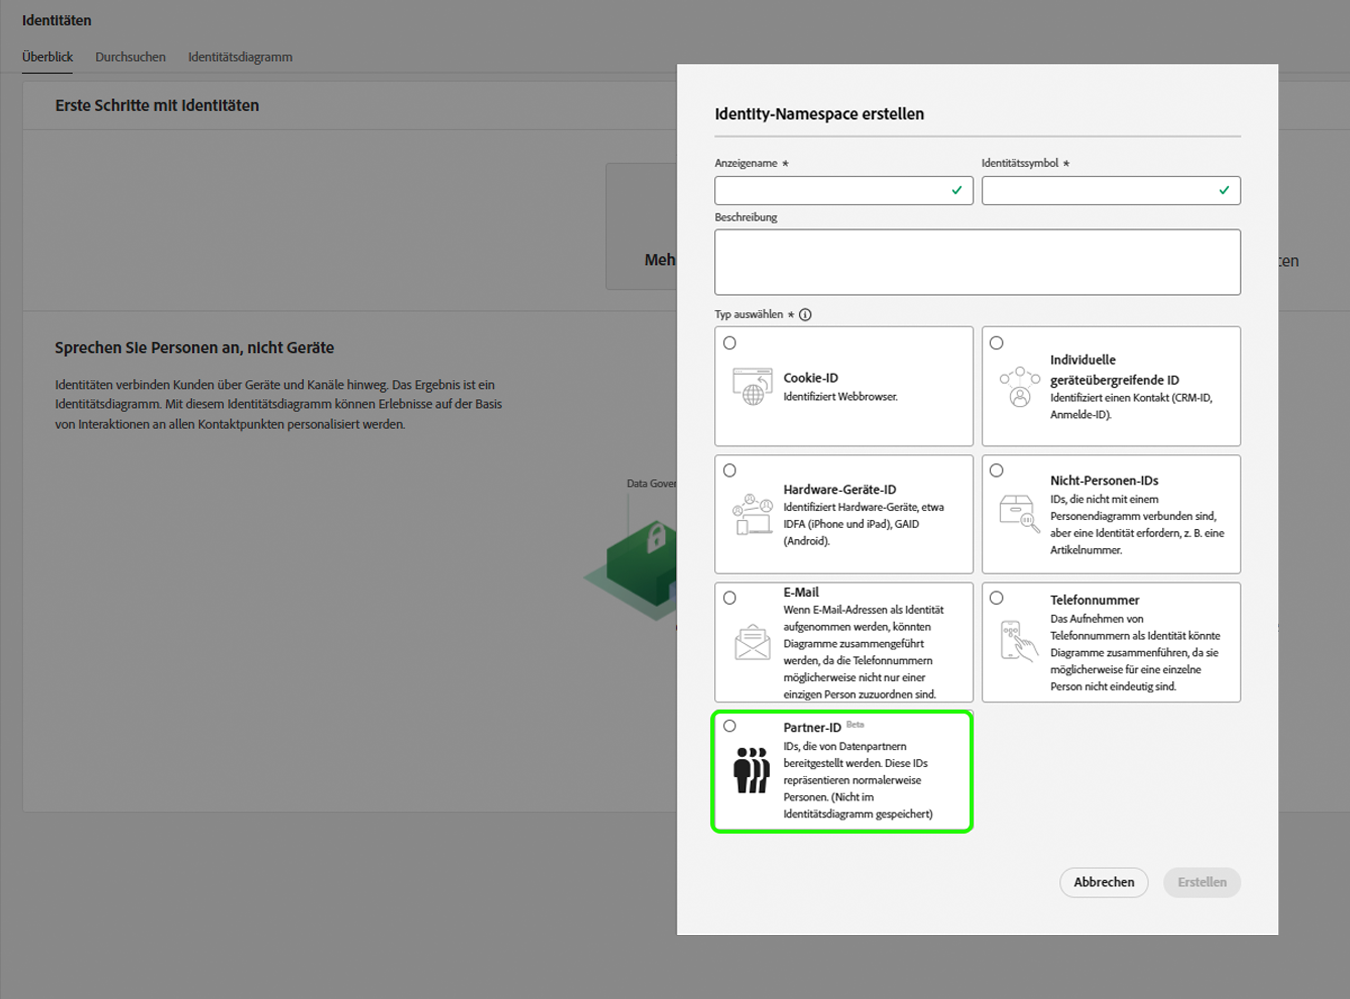 Identitäten
Überblick Durchsuchen Identitätsdiagramm
Erste Schritte mit Identitäten
Sprechen Sie Personen an, nicht Geräte
Identitäten verbinden Kunden über Geräte und Kanäle hinweg. Das Ergebnis ist ein
Identitätsdiagramm. Mit diesem Identitätsdiagramm können Erlebnisse auf der Basis
von Interaktionen an allen Kontaktpunkten personalisiert werden.
Meh
ten
Data Gover
Identity-Namespace erstellen
Anzeigename *
Identitätssymbol *
Beschreibung
Typ auswählen *
Cookie-ID
Identifiziert Webbrowser.
Individuelle
geräteübergreifende ID
Identifiziert einen Kontakt (CRM-ID,
Anmelde-ID).
Hardware-Geräte-ID
Identifiziert Hardware-Geräte, etwa
IDFA (iPhone und iPad), GAID
(Android).
Nicht-Personen-IDs
IDs, die nicht mit einem
Personendiagramm verbunden sind,
aber eine Identität erfordern, z. B. eine
Artikelnummer.
E-Mail
Wenn E-Mail-Adressen als Identität
aufgenommen werden, könnten
Diagramme zusammengeführt
werden, da die Telefonnummern
möglicherweise nicht nur einer
einzigen Person zuzuordnen sind.
Telefonnummer
Das Aufnehmen von
Telefonnummern als Identität könnte
Diagramme zusammenführen, da sie
möglicherweise für eine einzelne
Person nicht eindeutig sind.
Partner-ID Beta
IDs, die von Datenpartnern
bereitgestellt werden. Diese IDs
repräsentieren normalerweise
Personen. (Nicht im
Identitätsdiagramm gespeichert)
Abbrechen
Erstellen